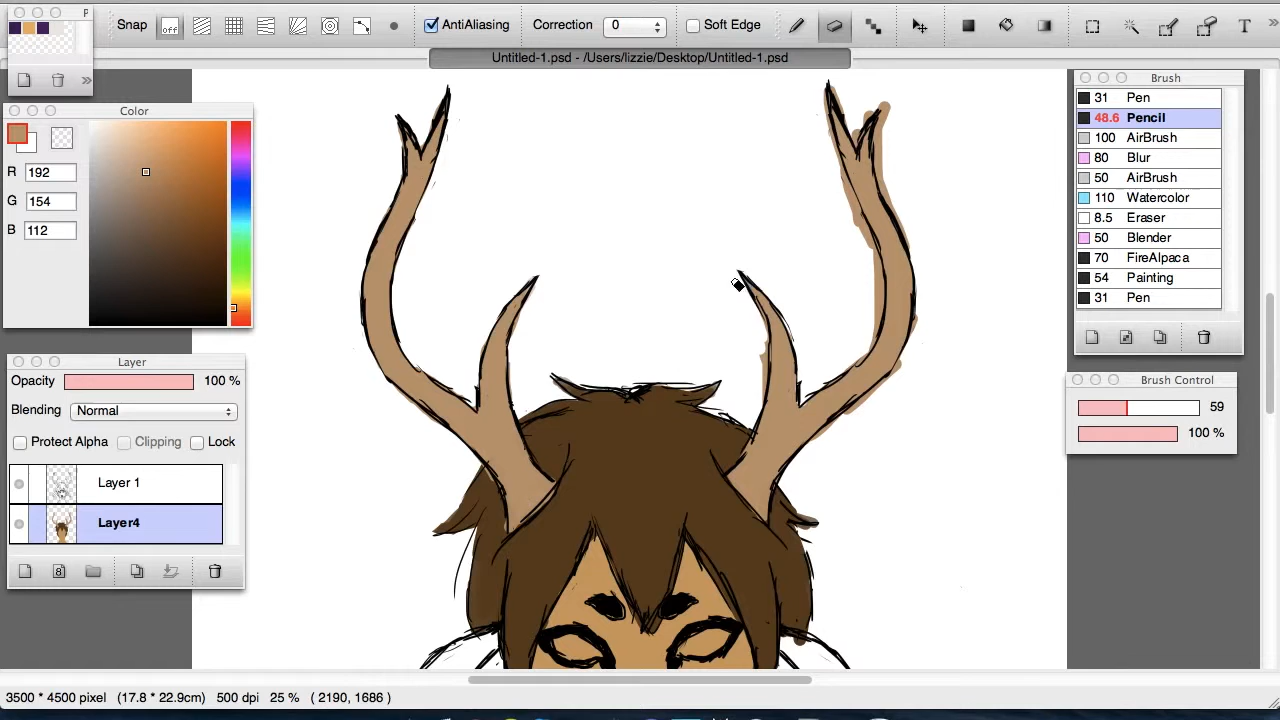 P
Snap
off
AntiAliasing
Correction
0
Soft Edge
T
Untitled-1.psd - /Users/lizzie/Desktop/Untitled-1.psd
Color
R 192
G 154
B 112
Layer
Opacity 100 %
Blending Normal
Protect Alpha Clipping Lock
Layer 1
Layer4
8
Brush
31 Pen
48.6 Pencil
100 AirBrush
80 Blur
50 AirBrush
110 Watercolor
8.5 Eraser
50 Blender
70 FireAlpaca
54 Painting
31 Pen
Brush Control
59
100 %
3500 * 4500 pixel (17.8 * 22.9cm) 500 dpi 25 % ( 2190, 1686 )